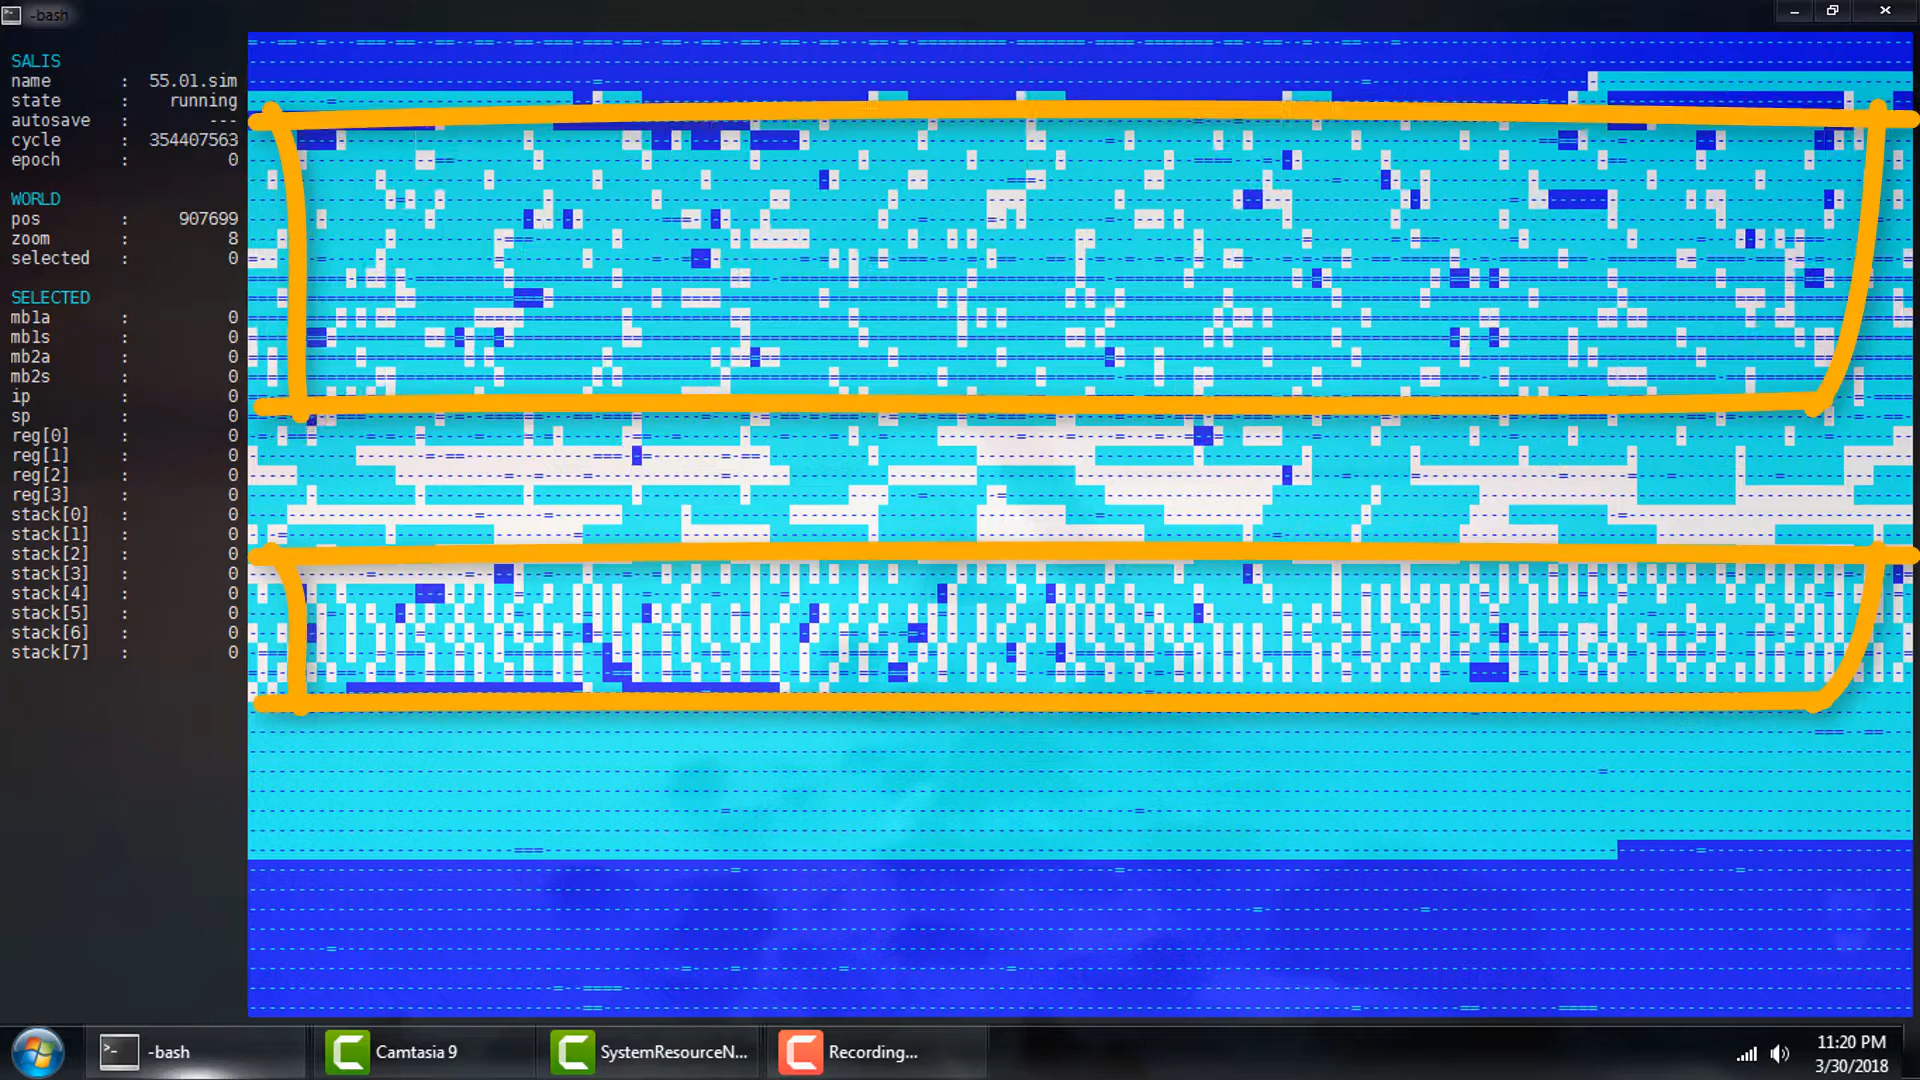 -bash
SALIS
name : 55.01.sim
state : running
autosave : ---
cycle : 354407563
epoch : 0
WORLD
pos : 907699
zoom : 8
selected : 0
SELECTED
mb1a : 0
mb1s : 0
mb2a : 0
mb2s : 0
ip : 0
sp : 0
reg[0] : 0
reg[1] : 0
reg[2] : 0
reg[3] : 0
stack[0] : 0
stack[1] : 0
stack[2] : 0
stack[3] : 0
stack[4] : 0
stack[5] : 0
stack[6] : 0
stack[7] : 0
-bash
Camtasia 9
SystemResourceN...
Recording...
11:20 PM
3/30/2018